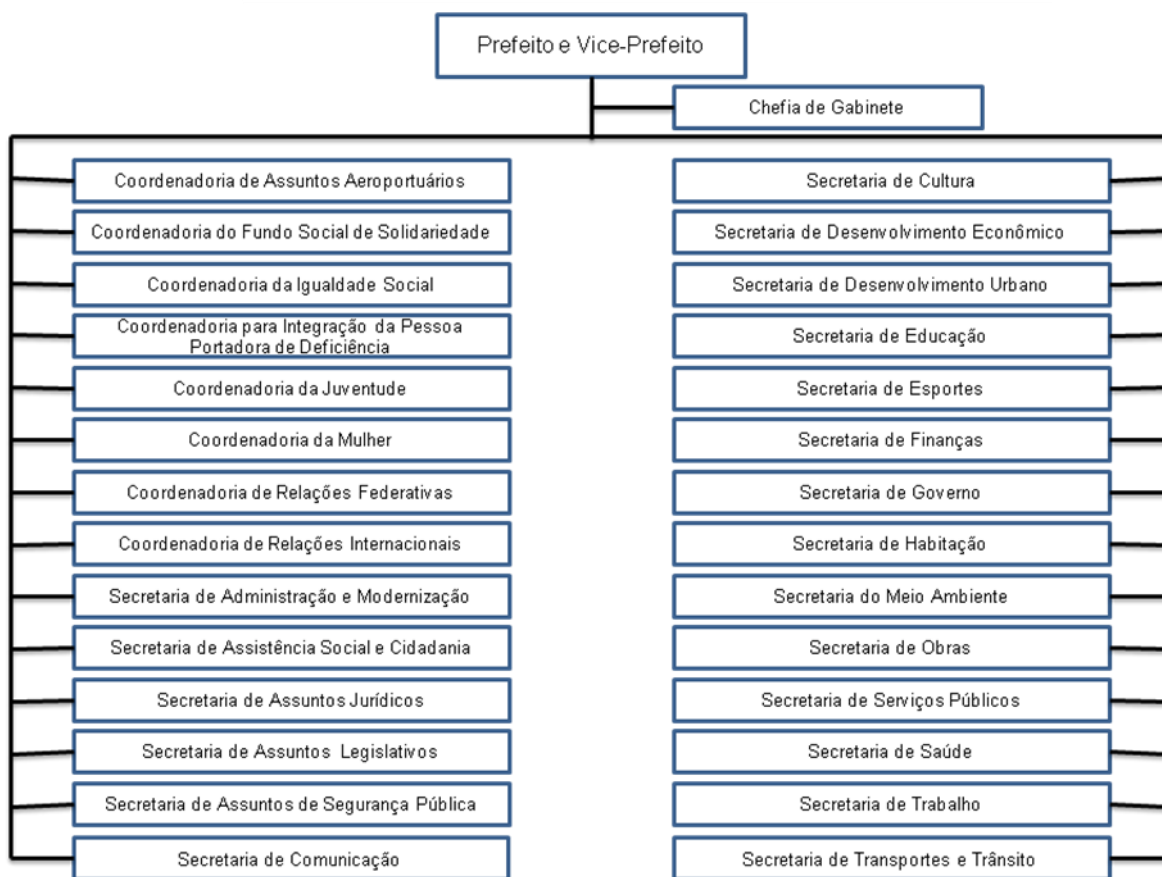 Prefeito e Vice-Prefeito
Chefia de Gabinete
Coordenadoria de Assuntos Aeroportuários
Coordenadoria do Fundo Social de Solidariedade
Coordenadoria da Igualdade Social
Coordenadoria para Integração da Pessoa
Portadora de Deficiência
Coordenadoria da Juventude
Coordenadoria da Mulher
Coordenadoria de Relações Federativas
Coordenadoria de Relações Internacionais
Secretaria de Administração e Modernização
Secretaria de Assistência Social e Cidadania
Secretaria de Assuntos Jurídicos
Secretaria de Assuntos Legislativos
Secretaria de Assuntos de Segurança Pública
Secretaria de Comunicação
Secretaria de Cultura
Secretaria de Desenvolvimento Econômico
Secretaria de Desenvolvimento Urbano
Secretaria de Educação
Secretaria de Esportes
Secretaria de Finanças
Secretaria de Governo
Secretaria de Habitação
Secretaria do Meio Ambiente
Secretaria de Obras
Secretaria de Serviços Públicos
Secretaria de Saúde
Secretaria de Trabalho
Secretaria de Transportes e Trânsito